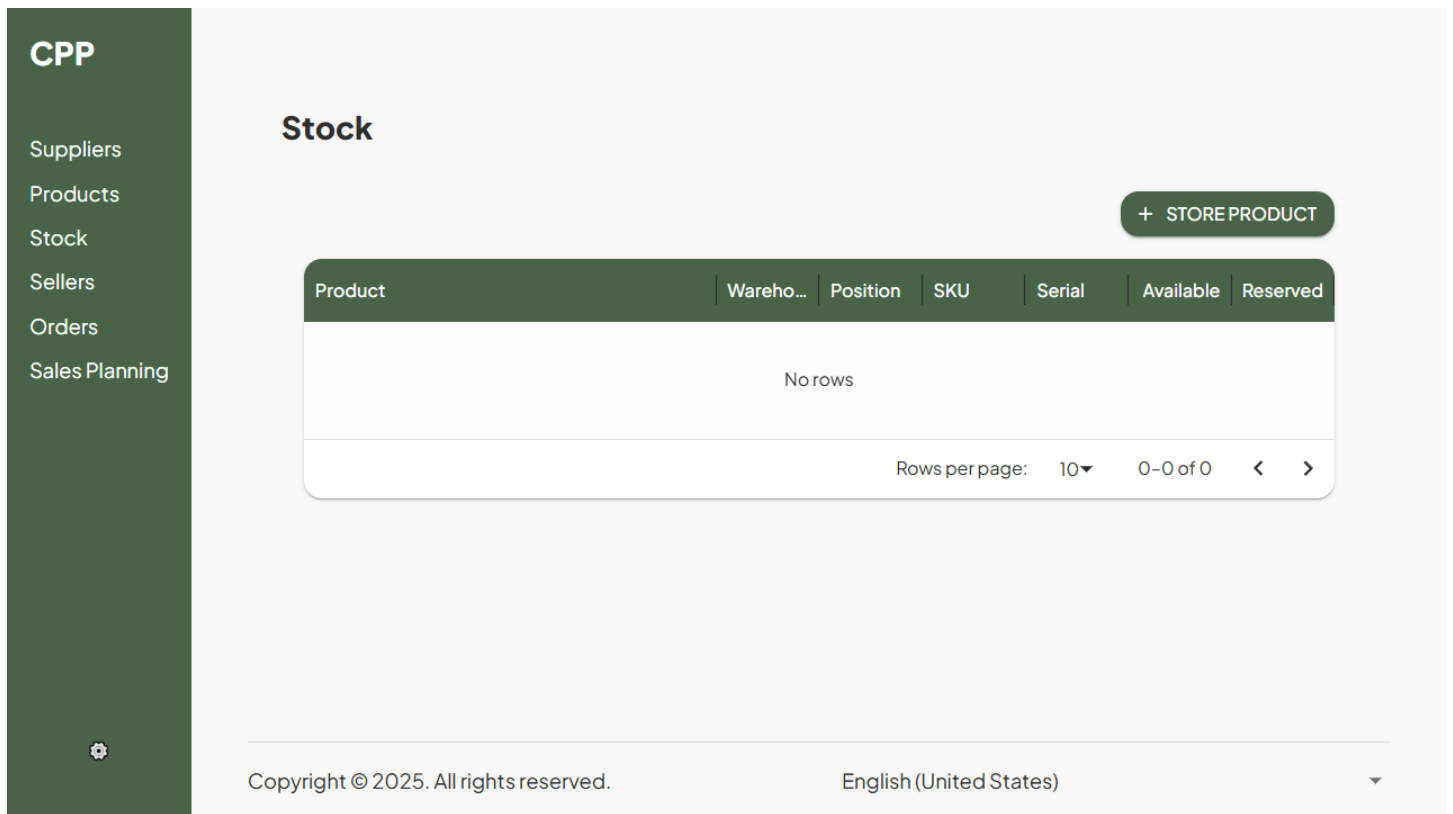 CPP
Suppliers
Products
Stock
Sellers
Orders
Sales Planning
Stock
+ STORE PRODUCT
Product Wareho... Position SKU Serial Available Reserved
No rows
Rows per page: 10 0–0 of 0
Copyright © 2025. All rights reserved. English (United States)